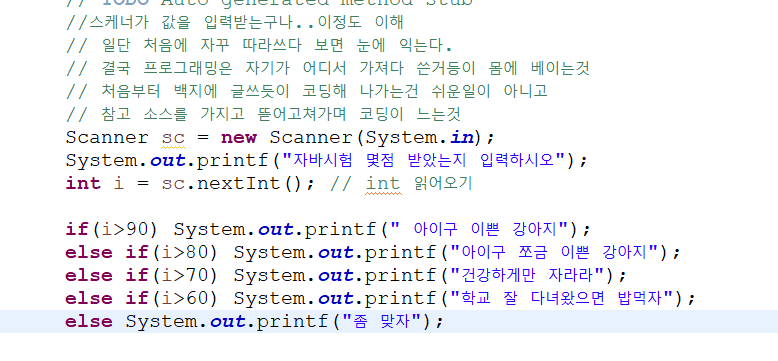 // TODO Auto-generated method stub
//스케너가 값을 입력받는구나..이정도 이해
// 일단 처음에 자꾸 따라쓰다 보면 눈에 익는다.
// 결국 프로그래밍은 자기가 어디서 가져다 쓴거등이 몸에 베이는것
// 처음부터 백지에 글쓰듯이 코딩해 나가는건 쉬운일이 아니고
// 참고 소스를 가지고 뜯어고쳐가며 코딩이 느는것
Scanner sc = new Scanner(System.in);
System.out.printf("자바시험 몇점 받았는지 입력하시오");
int i = sc.nextInt(); // int 읽어오기
if(i>90) System.out.printf(" 아이구 이쁜 강아지");
else if(i>80) System.out.printf("아이구 쪼금 이쁜 강아지");
else if(i>70) System.out.printf("건강하게만 자라라");
else if(i>60) System.out.printf("학교 잘 다녀왔으면 밥먹자");
else System.out.printf("좀 맞자");